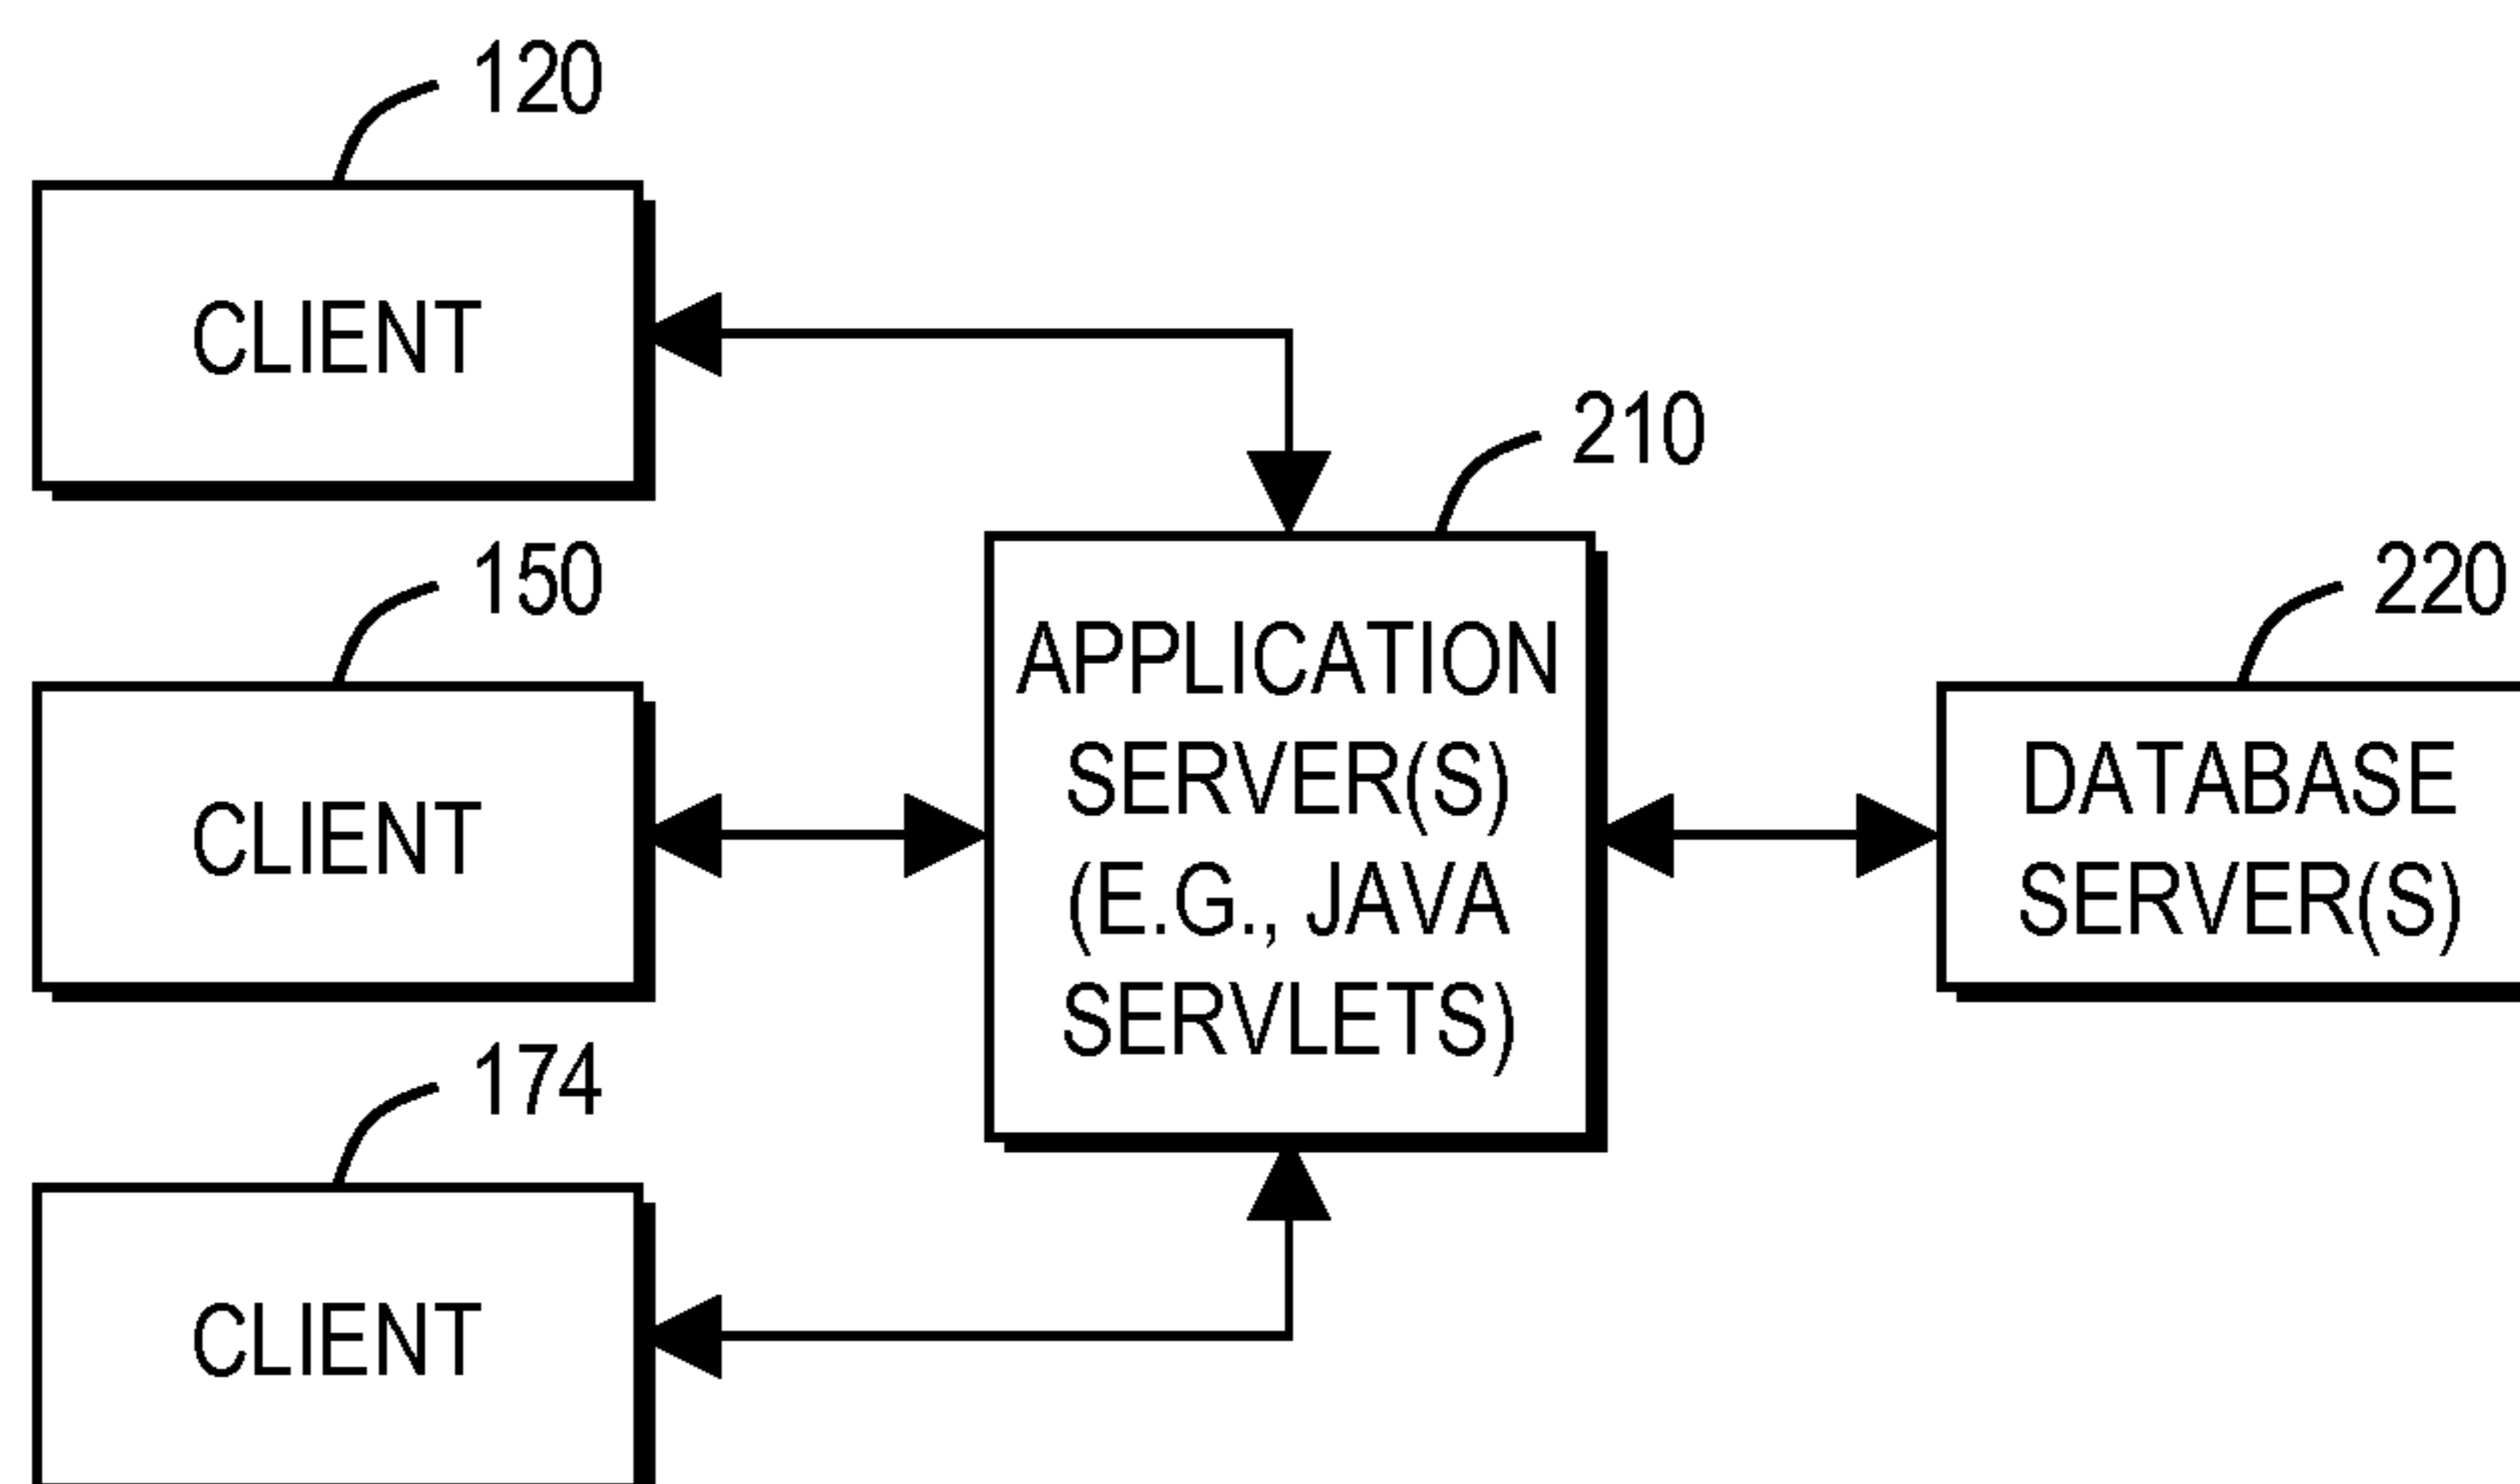 120
CLIENT
210
150
220
CLIENT
APPLICATION
SERVER(S)
(E.G., JAVA
SERVLETS)
DATABASE
SERVER(S)
174
CLIENT